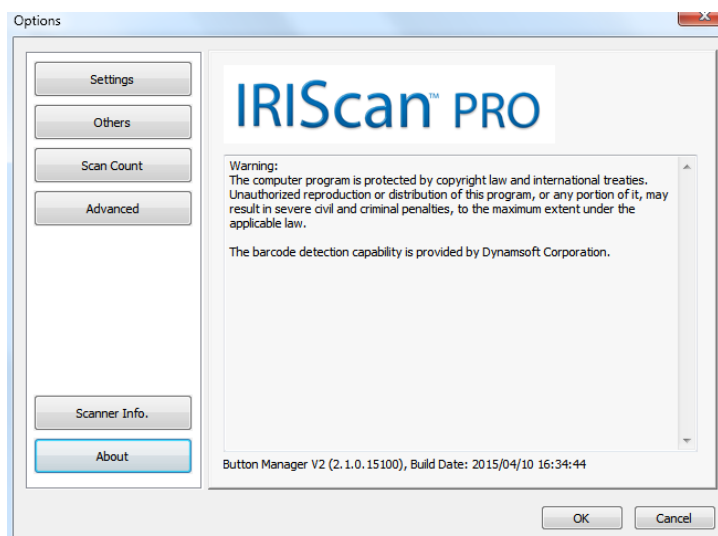 Options
Settings
Others
Scan Count
Advanced
Scanner Info.
About
IRIScan™ PRO
Warning:
The computer program is protected by copyright law and international treaties.
Unauthorized reproduction or distribution of this program, or any portion of it, may
result in severe civil and criminal penalties, to the maximum extent under the
applicable law.
The barcode detection capability is provided by Dynamsoft Corporation.
Button Manager V2 (2.1.0.15100), Build Date: 2015/04/10 16:34:44
OK
Cancel